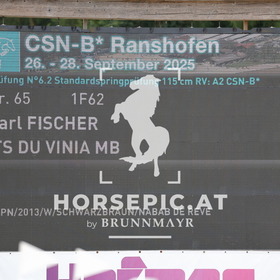 CSN-B* Ranshofen
26. - 28. September 2025
üfung N°6.2 Standardspringprüfung 115 cm RV: A2 CSN-B*
r. 65 1F62
arl FISCHER
TS DU VINIA MB
HORSEPIC.AT
by BRUNNMAYR
PN/2013/W/SCHWARZBRAUN/NABAB DE REVE